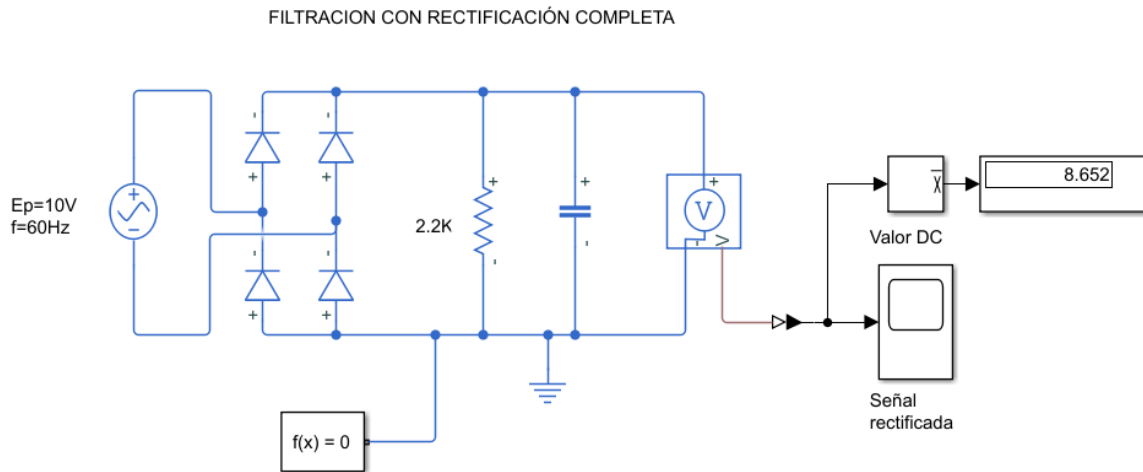 FILTRACION CON RECTIFICACIÓN COMPLETA
Ep=10V
f=60Hz
2.2K
V
V
8.652
x
Valor DC
Señal
rectificada
f(x) = 0